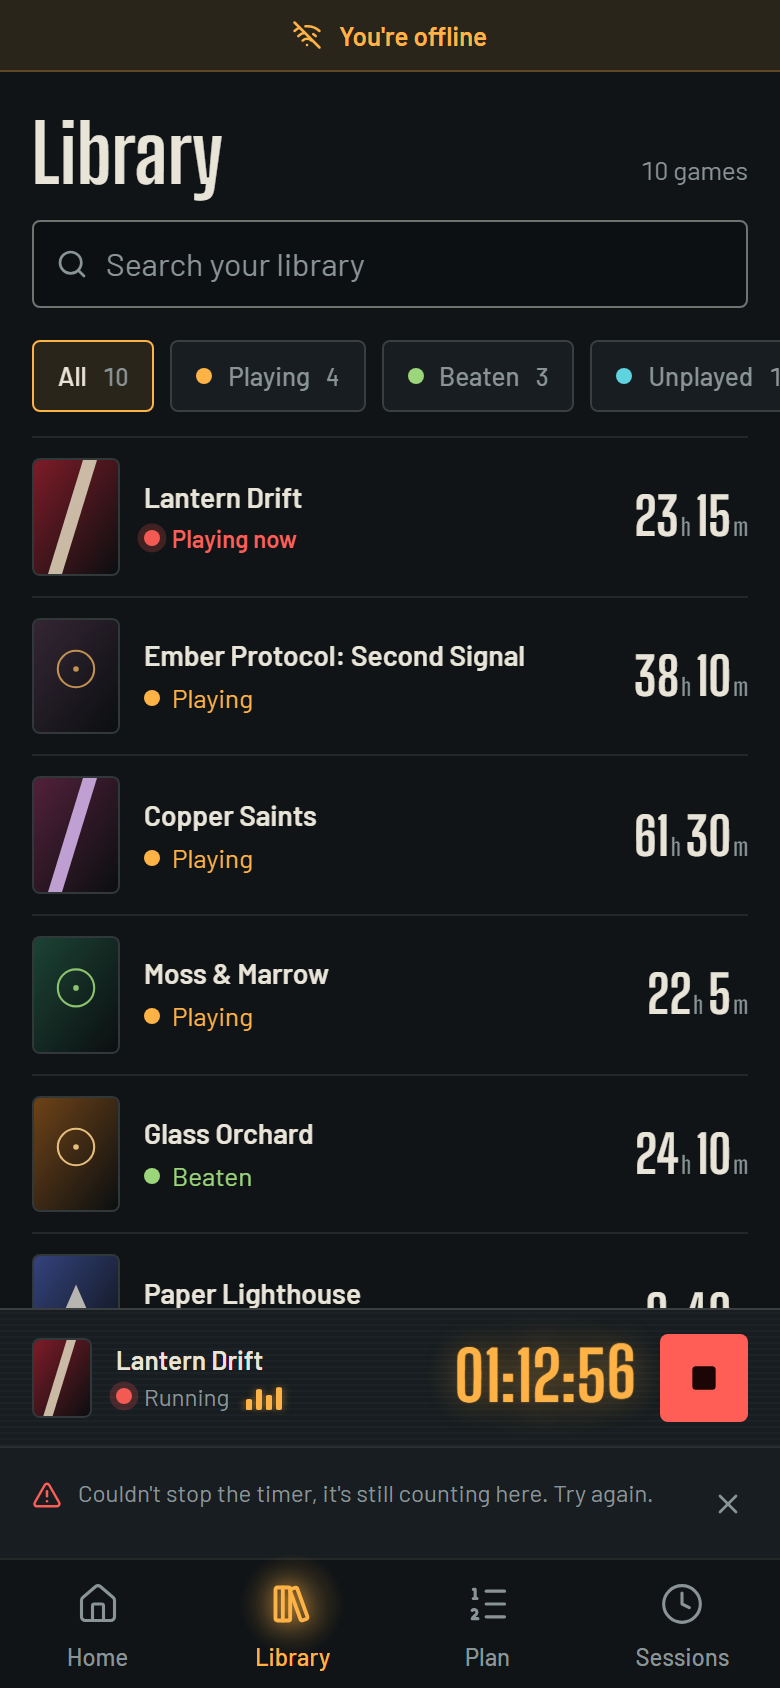 You're offline
Library
10 games
Search your library
All 10
Playing 4
Beaten 3
Unplayed 1
Lantern Drift
Playing now
23h 15m
Ember Protocol: Second Signal
Playing
38h 10m
Copper Saints
Playing
61h 30m
Moss & Marrow
Playing
22h 5m
Glass Orchard
Beaten
24h 10m
Paper Lighthouse
Lantern Drift
Running
01:12:56
Couldn't stop the timer, it's still counting here. Try again.
Home
Library
Plan
Sessions